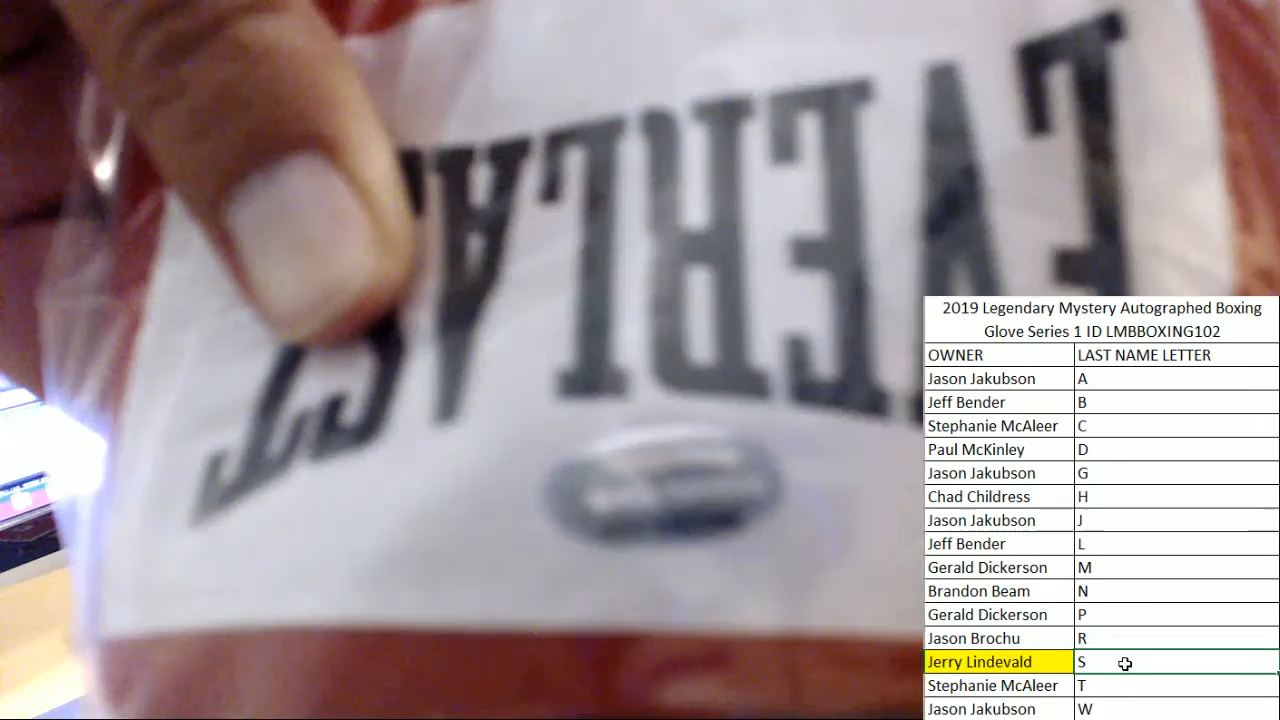 EVERLAST
2019 Legendary Mystery Autographed Boxing
Glove Series 1 ID LMBBOXING102
OWNER LAST NAME LETTER
Jason Jakubson A
Jeff Bender B
Stephanie McAleer C
Paul McKinley D
Jason Jakubson G
Chad Childress H
Jason Jakubson J
Jeff Bender L
Gerald Dickerson M
Brandon Beam N
Gerald Dickerson P
Jason Brochu R
Jerry Lindevald S
Stephanie McAleer T
Jason Jakubson W